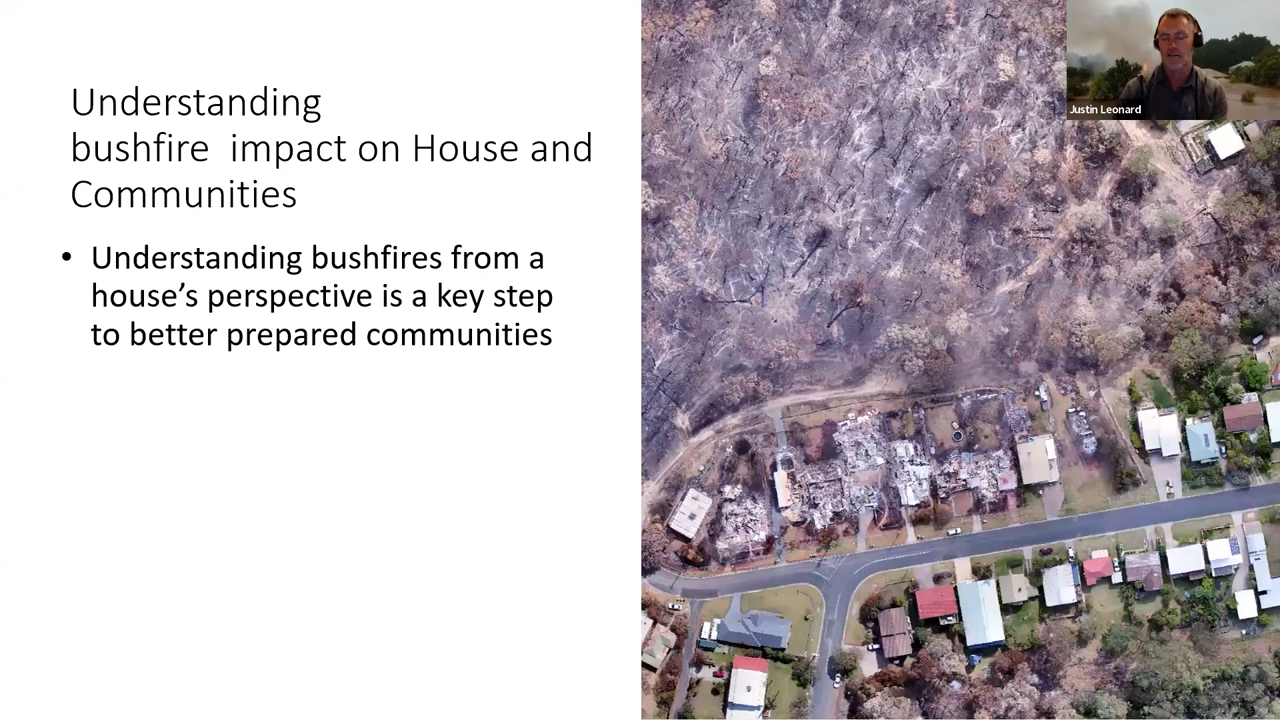 Understanding
bushfire  impact on House and
Communities
• Understanding bushfires from a
house's perspective is a key step
to better prepared communities
Justin Leonard